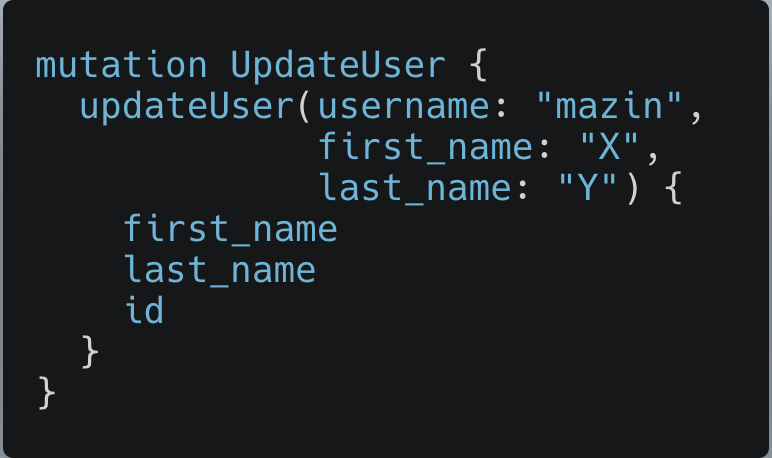 mutation UpdateUser {
  updateUser(username: "mazin",
             first_name: "X",
             last_name: "Y") {
    first_name
    last_name
    id
  }
}